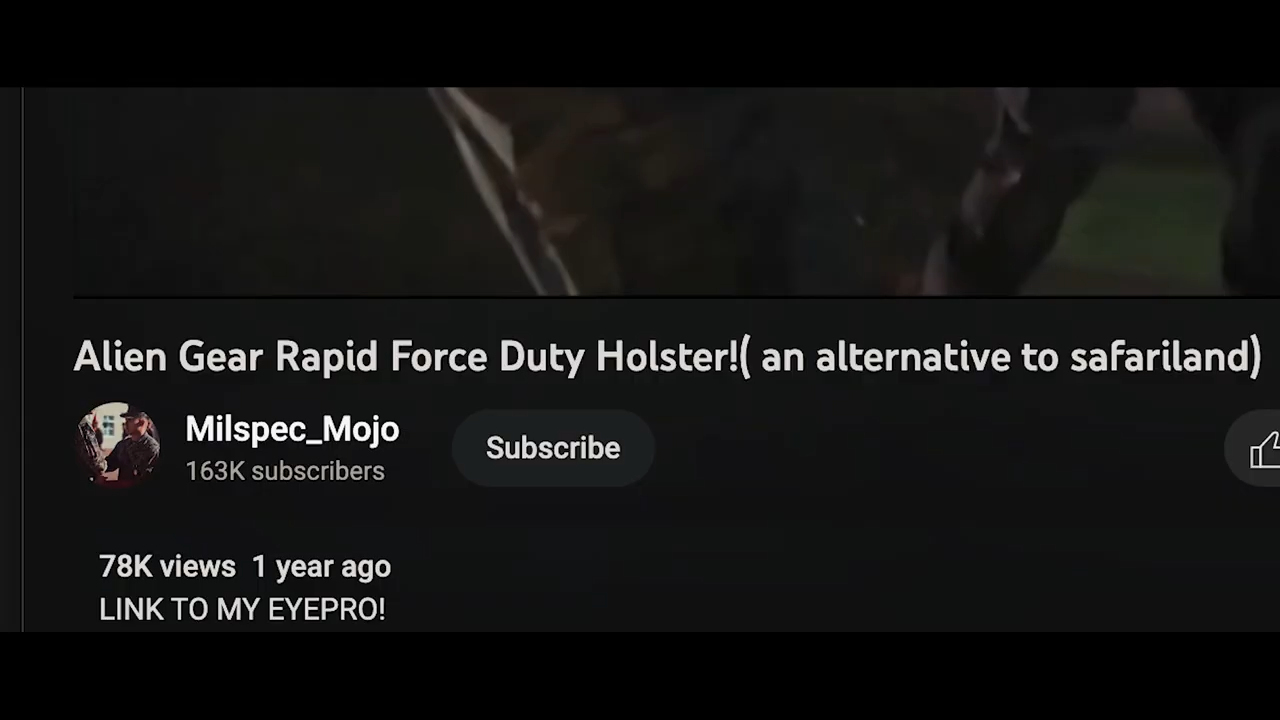 Alien Gear Rapid Force Duty Holster!( an alternative to safariland)
Milspec_Mojo
163K subscribers
Subscribe
78K views 1 year ago
LINK TO MY EYEPRO!